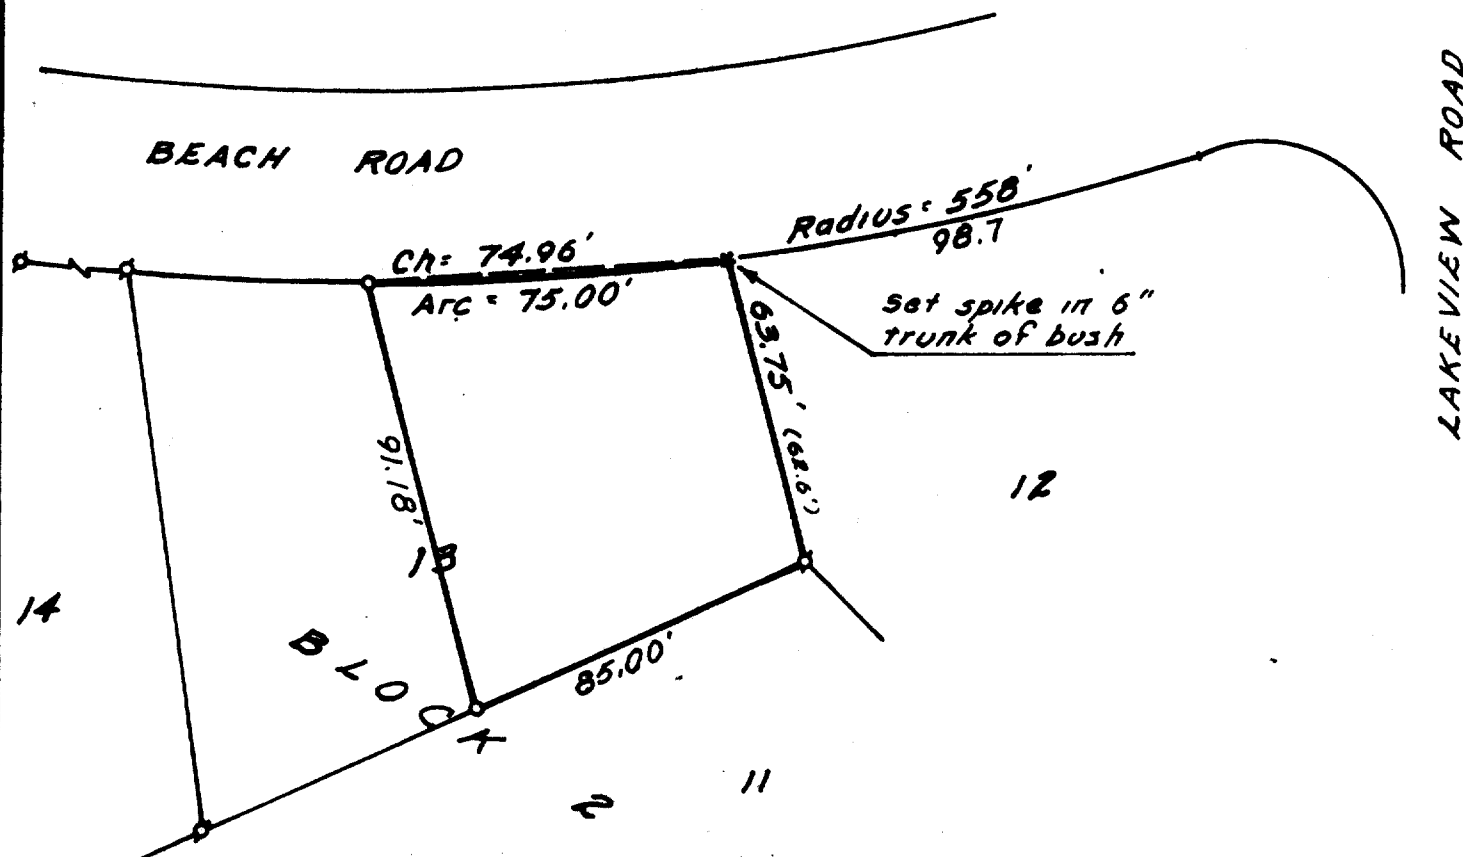 BEACH ROAD
LAKEVIEW ROAD
Radius = 558'
98.7
Ch = 74.96'
Arc = 75.00'
Set spike in 6"
trunk of bush
63.75' (62.6')
91.18'
12
13
14
85.00'
BLOCK 2
11